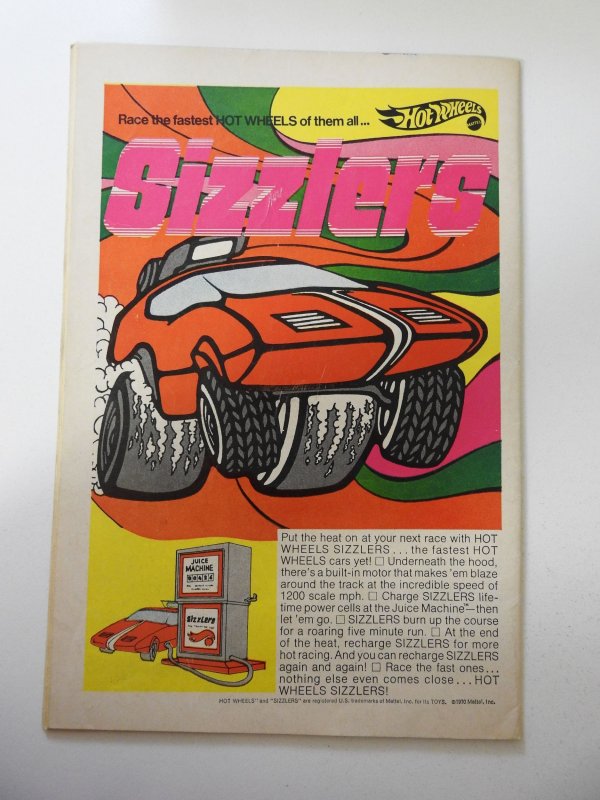 Race the fastest HOT WHEELS of them all...
Hot Wheels
MATTEL
Sizzlers
JUICE
MACHINE
Sizzlers
Put the heat on at your next race with HOT
WHEELS SIZZLERS... the fastest HOT
WHEELS cars yet! □ Underneath the hood,
there's a built-in motor that makes 'em blaze
around the track at the incredible speed of
1200 scale mph. □ Charge SIZZLERS life-
time power cells at the Juice Machine™—then
let 'em go. □ SIZZLERS burn up the course
for a roaring five minute run. □ At the end
of the heat, recharge SIZZLERS for more
hot racing. And you can recharge SIZZLERS
again and again! □ Race the fast ones...
nothing else even comes close...HOT
WHEELS SIZZLERS!
HOT WHEELS" and "SIZZLERS" are registered U.S. trademarks of Mattel, Inc. for its TOYS. ©1970 Mattel, Inc.